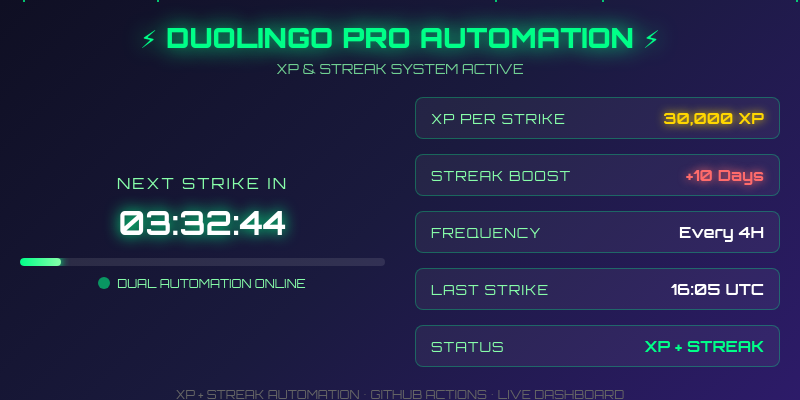 ⚡ DUOLINGO PRO AUTOMATION ⚡
XP & STREAK SYSTEM ACTIVE
NEXT STRIKE IN
03:32:44
DUAL AUTOMATION ONLINE
XP PER STRIKE 30,000 XP
STREAK BOOST +10 Days
FREQUENCY Every 4H
LAST STRIKE 16:05 UTC
STATUS XP + STREAK
XP + STREAK AUTOMATION · GITHUB ACTIONS · LIVE DASHBOARD